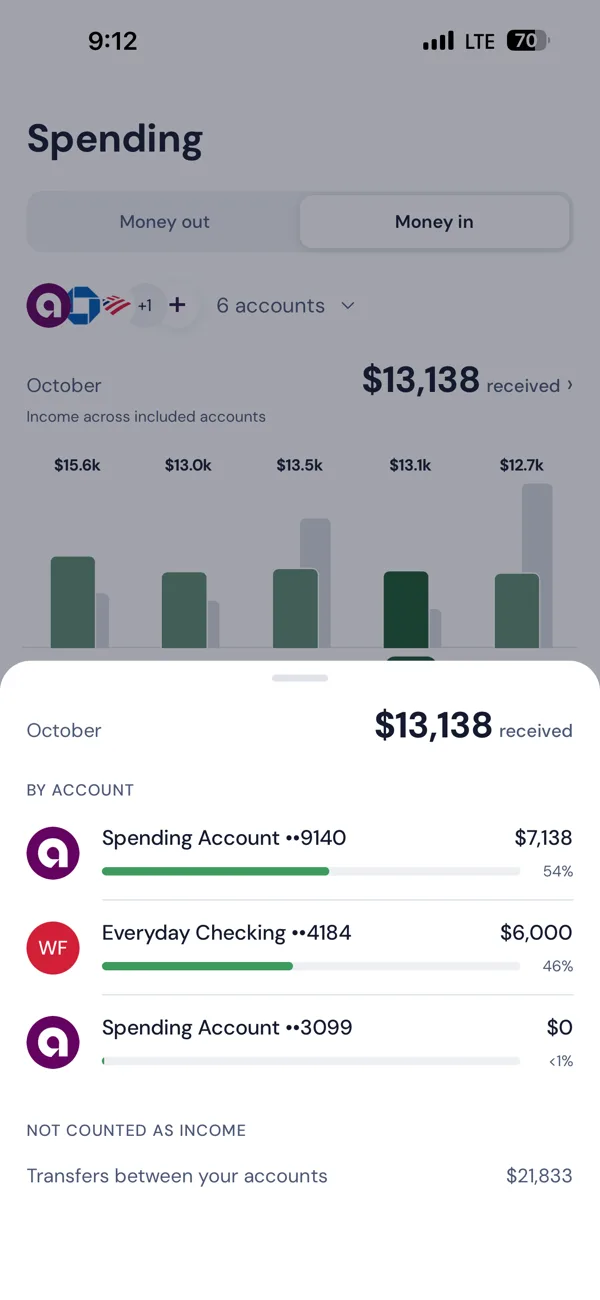 9:12 LTE 70
Spending
Money out Money in
+1 + 6 accounts
October $13,138 received ›
Income across included accounts
$15.6k $13.0k $13.5k $13.1k $12.7k
October $13,138 received
BY ACCOUNT
Spending Account ••9140 $7,138
54%
WF Everyday Checking ••4184 $6,000
46%
Spending Account ••3099 $0
<1%
NOT COUNTED AS INCOME
Transfers between your accounts $21,833